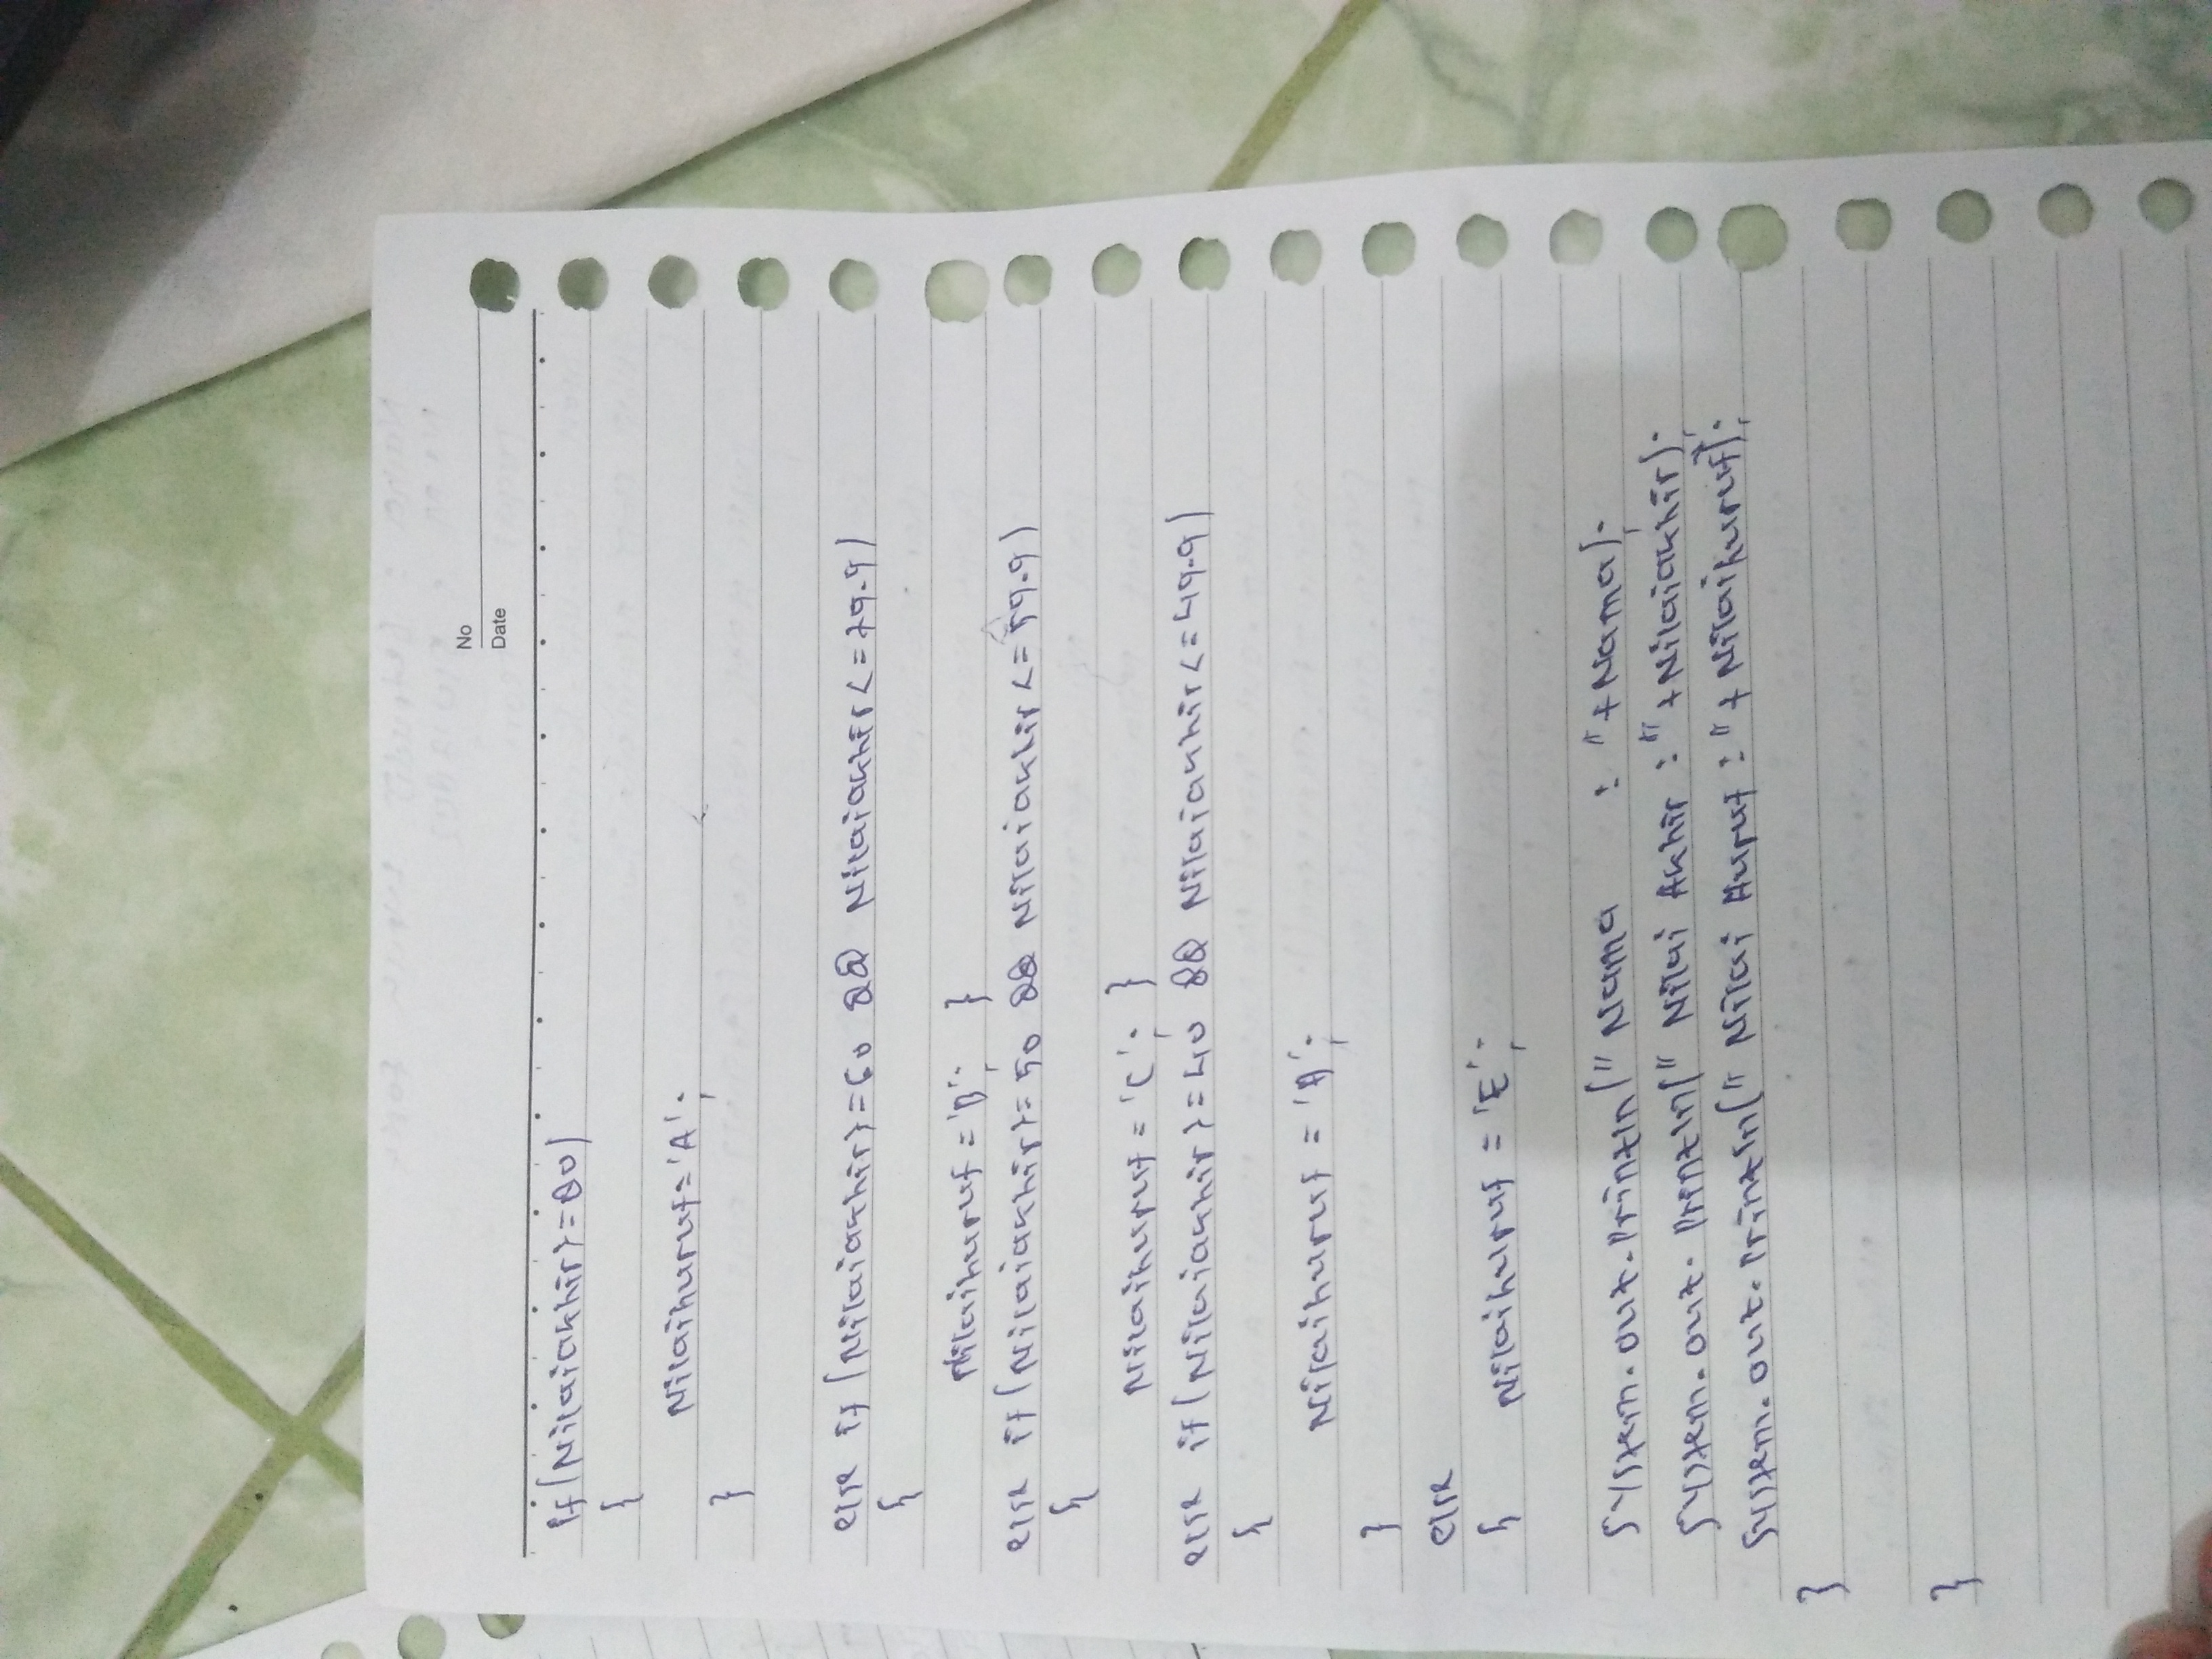 No
Date
if (Nilaiakhir>=80)
{
Nilaihuruf='A';
}
else if (Nilaiakhir>=60 && Nilaiakhir<=79.9)
{
Nilaihuruf='B'; }
else if (Nilaiakhir>=50 && Nilaiakhir<=59.9)
{
Nilaihuruf='C'; }
else if (Nilaiakhir>=40 && Nilaiakhir<=49.9)
{
Nilaihuruf = 'D';
}
else
{ Nilaihuruf = 'E';
System.out.println("Nama : "+Nama);
System.out.println("Nilai Akhir : "+Nilaiakhir);
System.out.println("Nilai Huruf : "+Nilaihuruf);
}
}